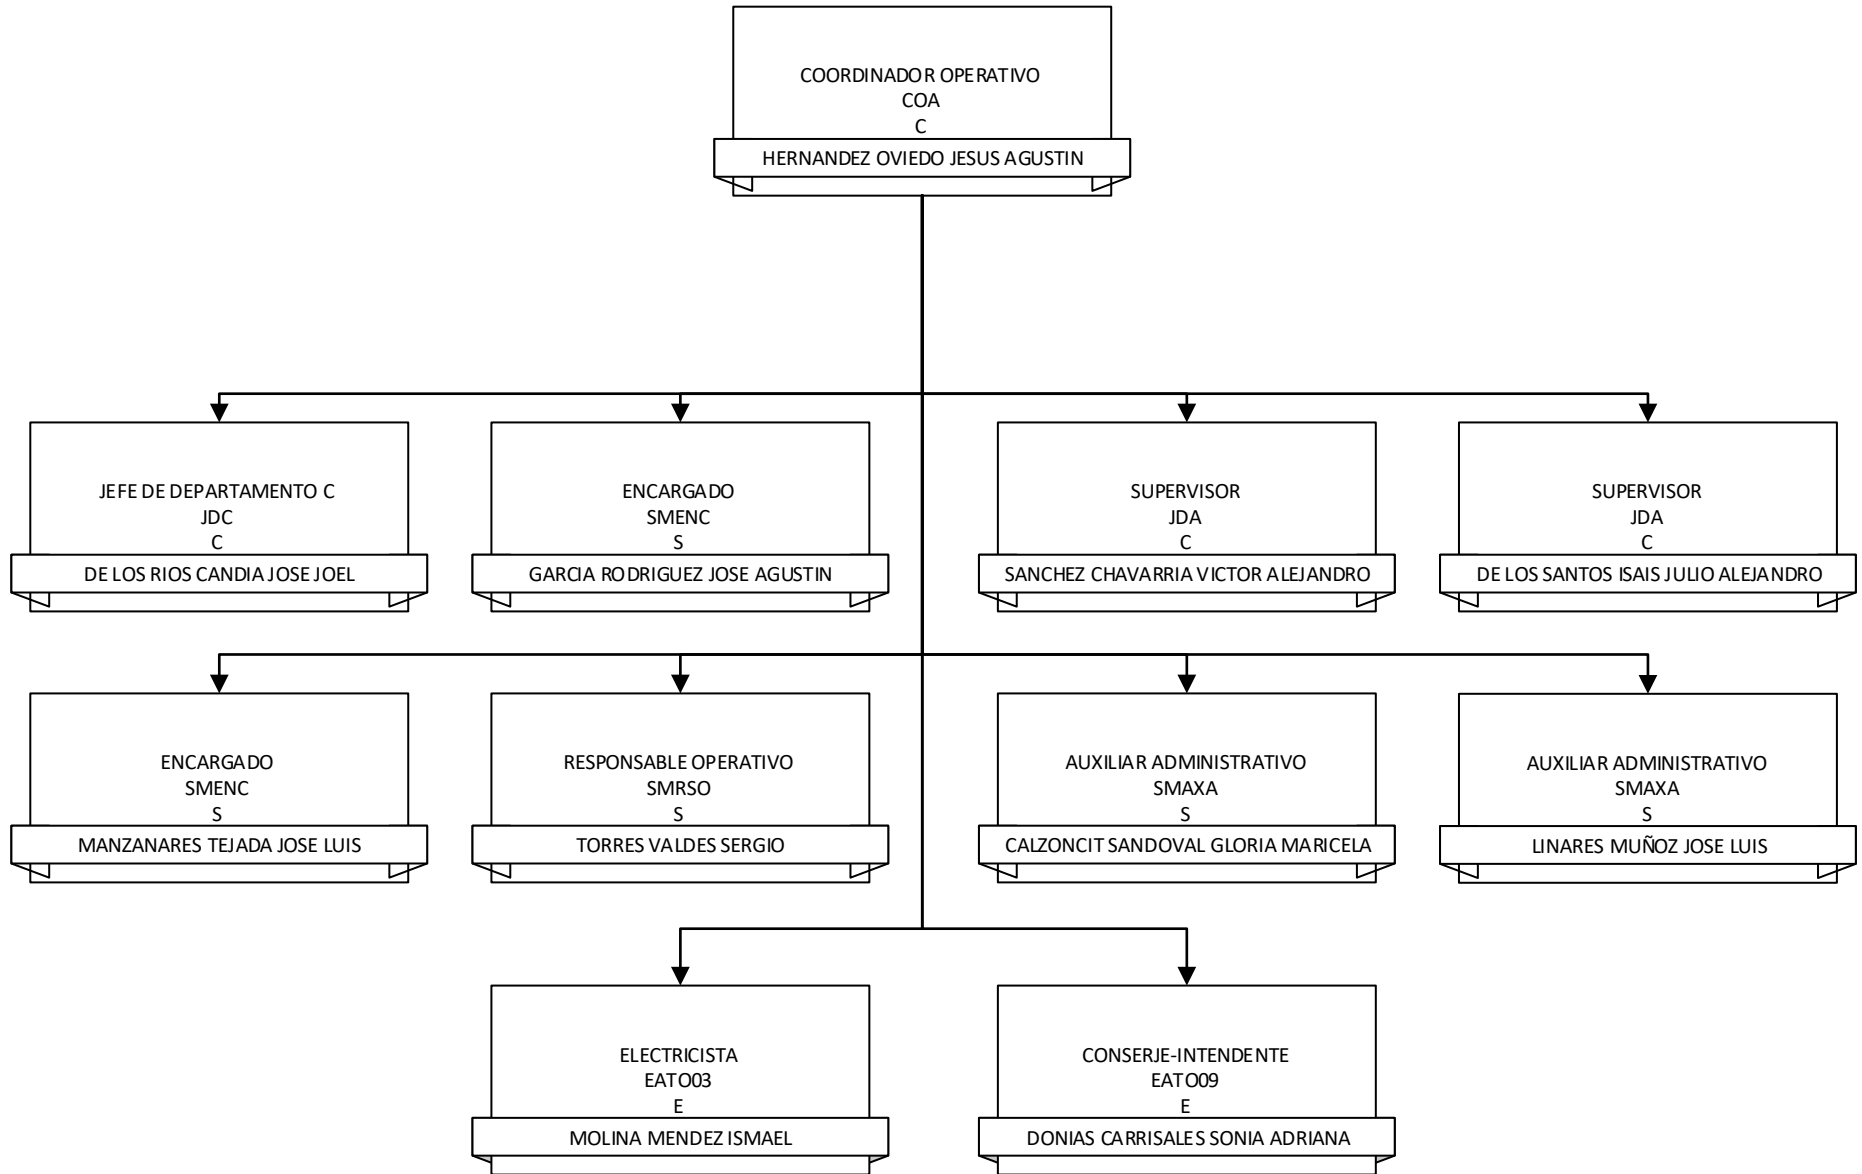 COORDINADOR OPERATIVO
COA
C
HERNANDEZ OVIEDO JESUS AGUSTIN
JEFE DE DEPARTAMENTO C
JDC
C
DE LOS RIOS CANDIA JOSE JOEL
ENCARGADO
SMENC
S
GARCIA RODRIGUEZ JOSE AGUSTIN
SUPERVISOR
JDA
C
SANCHEZ CHAVARRIA VICTOR ALEJANDRO
SUPERVISOR
JDA
C
DE LOS SANTOS ISAIS JULIO ALEJANDRO
ENCARGADO
SMENC
S
MANZANARES TEJADA JOSE LUIS
RESPONSABLE OPERATIVO
SMRSO
S
TORRES VALDES SERGIO
AUXILIAR ADMINISTRATIVO
SMAXA
S
CALZONCIT SANDOVAL GLORIA MARICELA
AUXILIAR ADMINISTRATIVO
SMAXA
S
LINARES MUÑOZ JOSE LUIS
ELECTRICISTA
EATO03
E
MOLINA MENDEZ ISMAEL
CONSERJE-INTENDENTE
EATO09
E
DONIAS CARRISALES SONIA ADRIANA